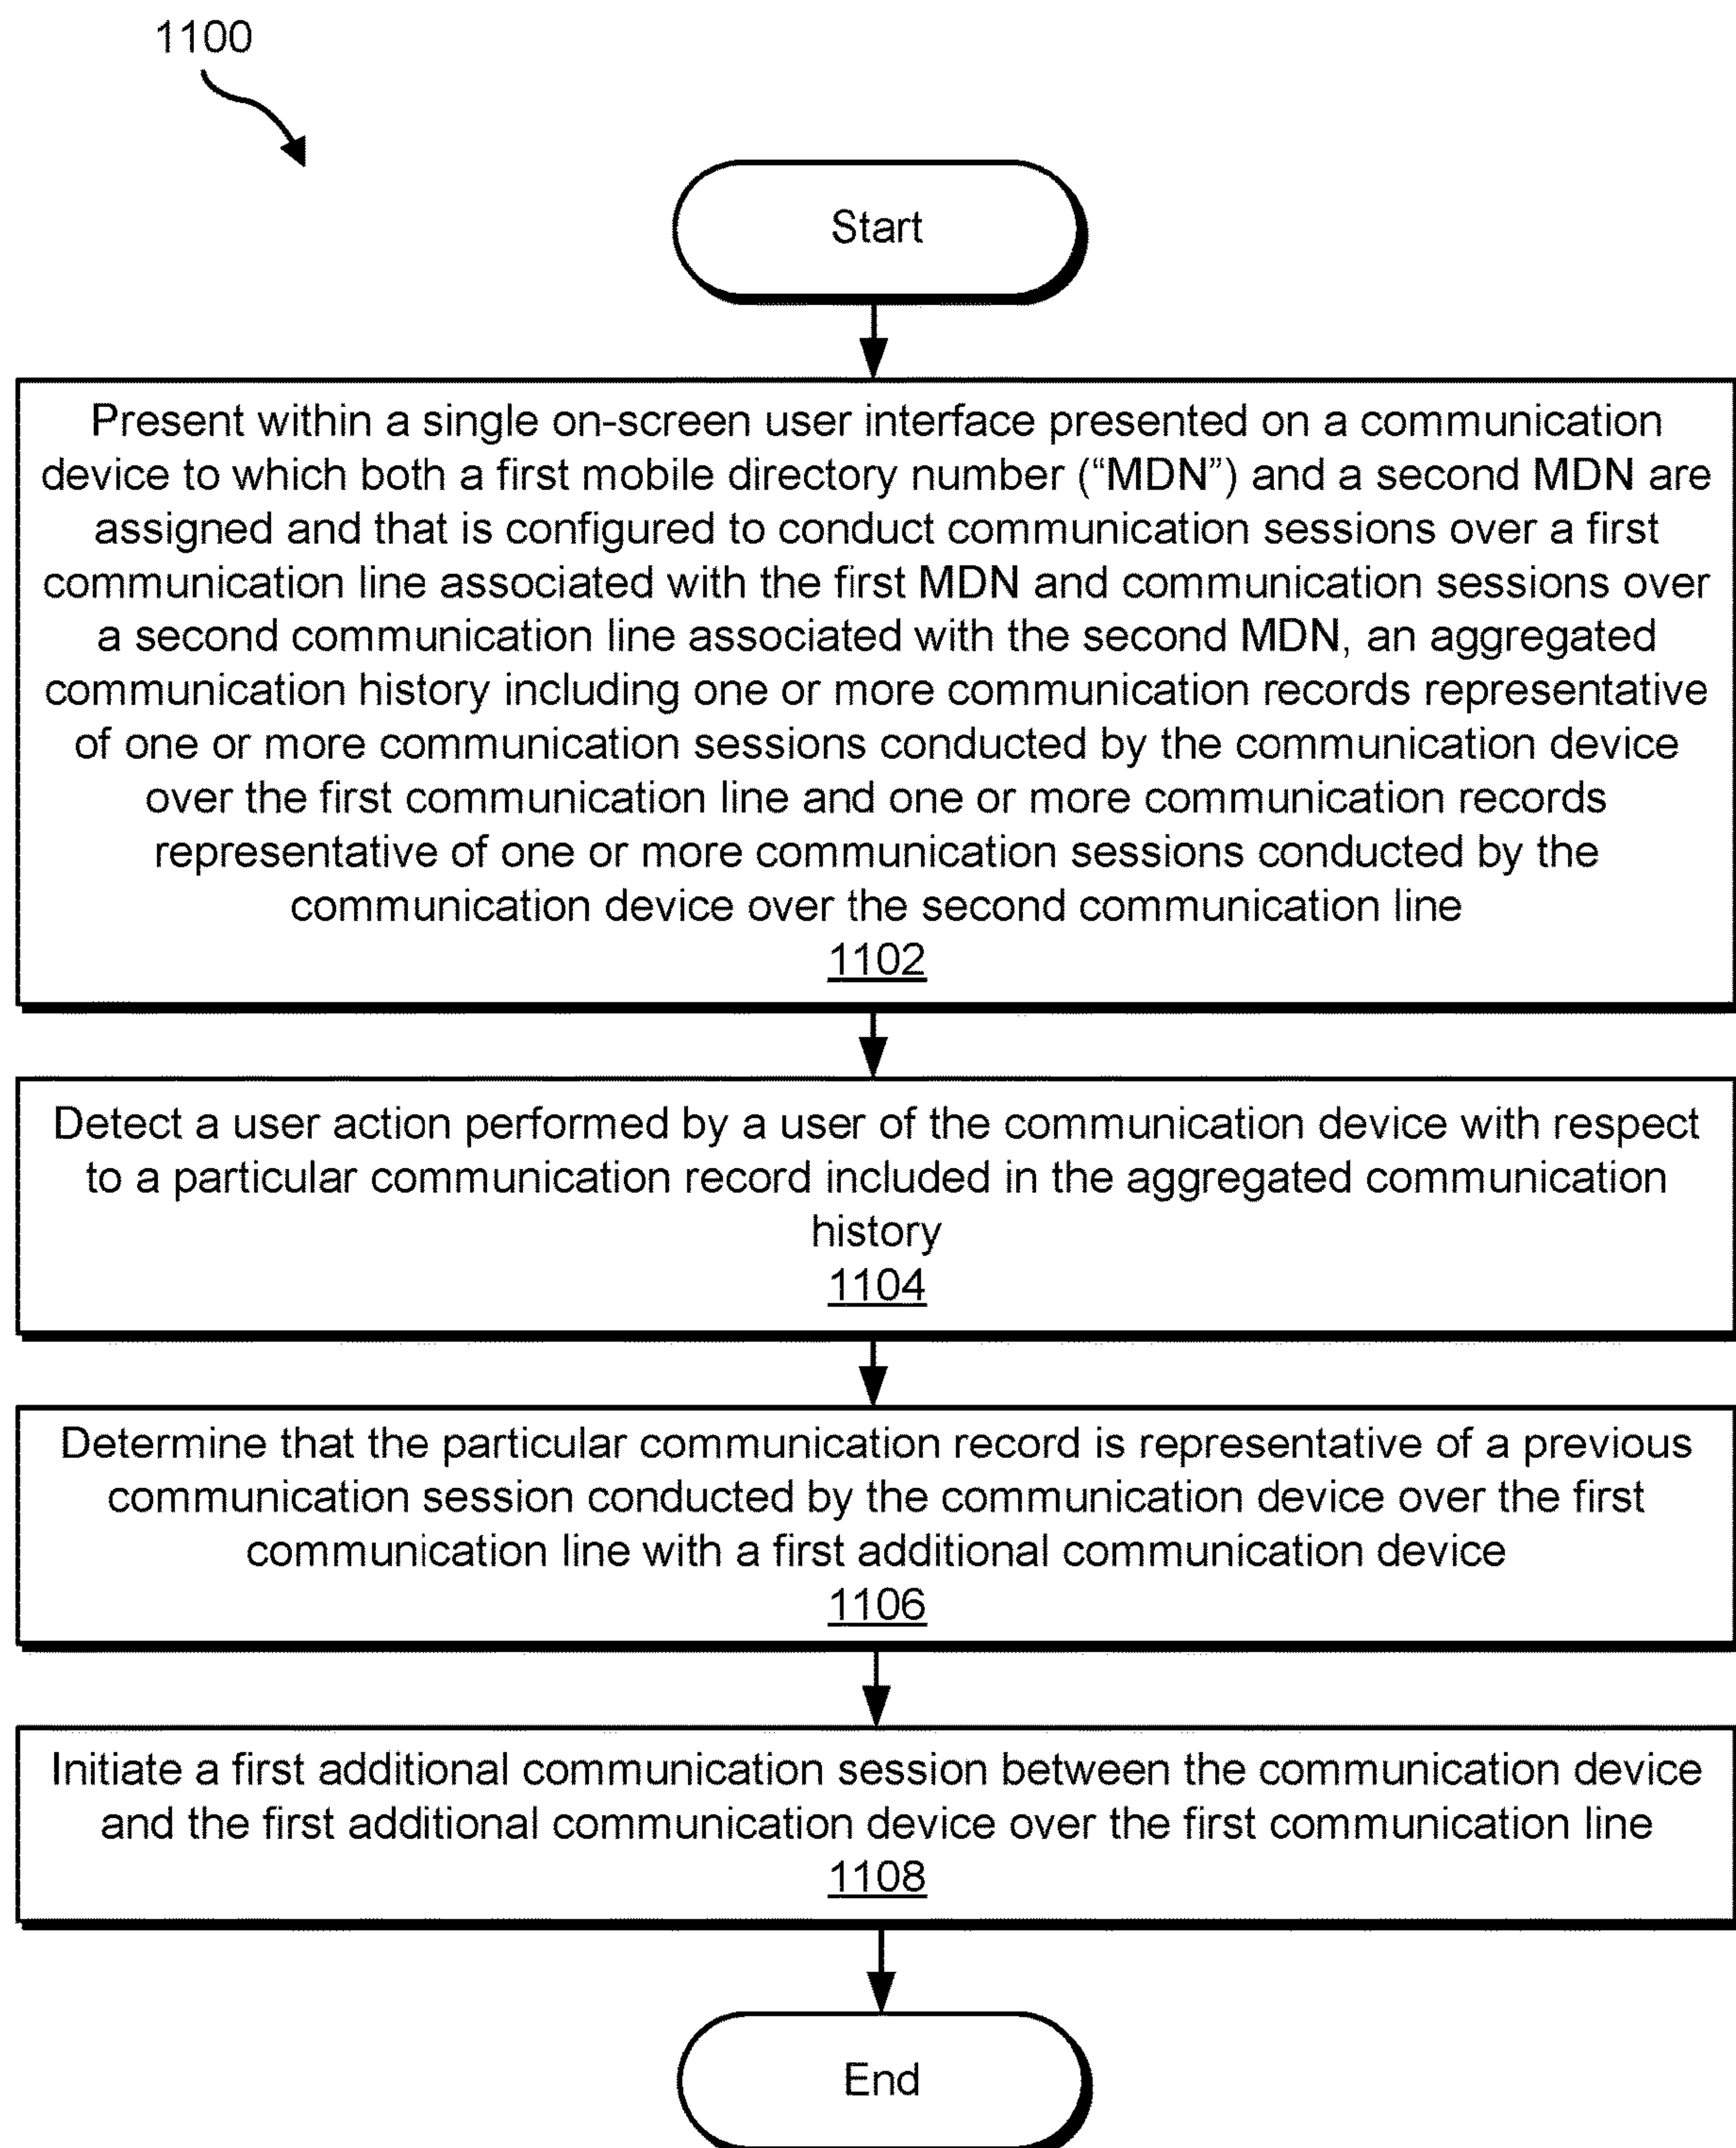 1100
Start
Present within a single on-screen user interface presented on a communication
device to which both a first mobile directory number (“MDN”) and a second MDN are
assigned and that is configured to conduct communication sessions over a first
communication line associated with the first MDN and communication sessions over
a second communication line associated with the second MDN, an aggregated
communication history including one or more communication records representative
of one or more communication sessions conducted by the communication device
over the first communication line and one or more communication records
representative of one or more communication sessions conducted by the
communication device over the second communication line
1102
Detect a user action performed by a user of the communication device with respect
to a particular communication record included in the aggregated communication
history
1104
Determine that the particular communication record is representative of a previous
communication session conducted by the communication device over the first
communication line with a first additional communication device
1106
Initiate a first additional communication session between the communication device
and the first additional communication device over the first communication line
1108
End